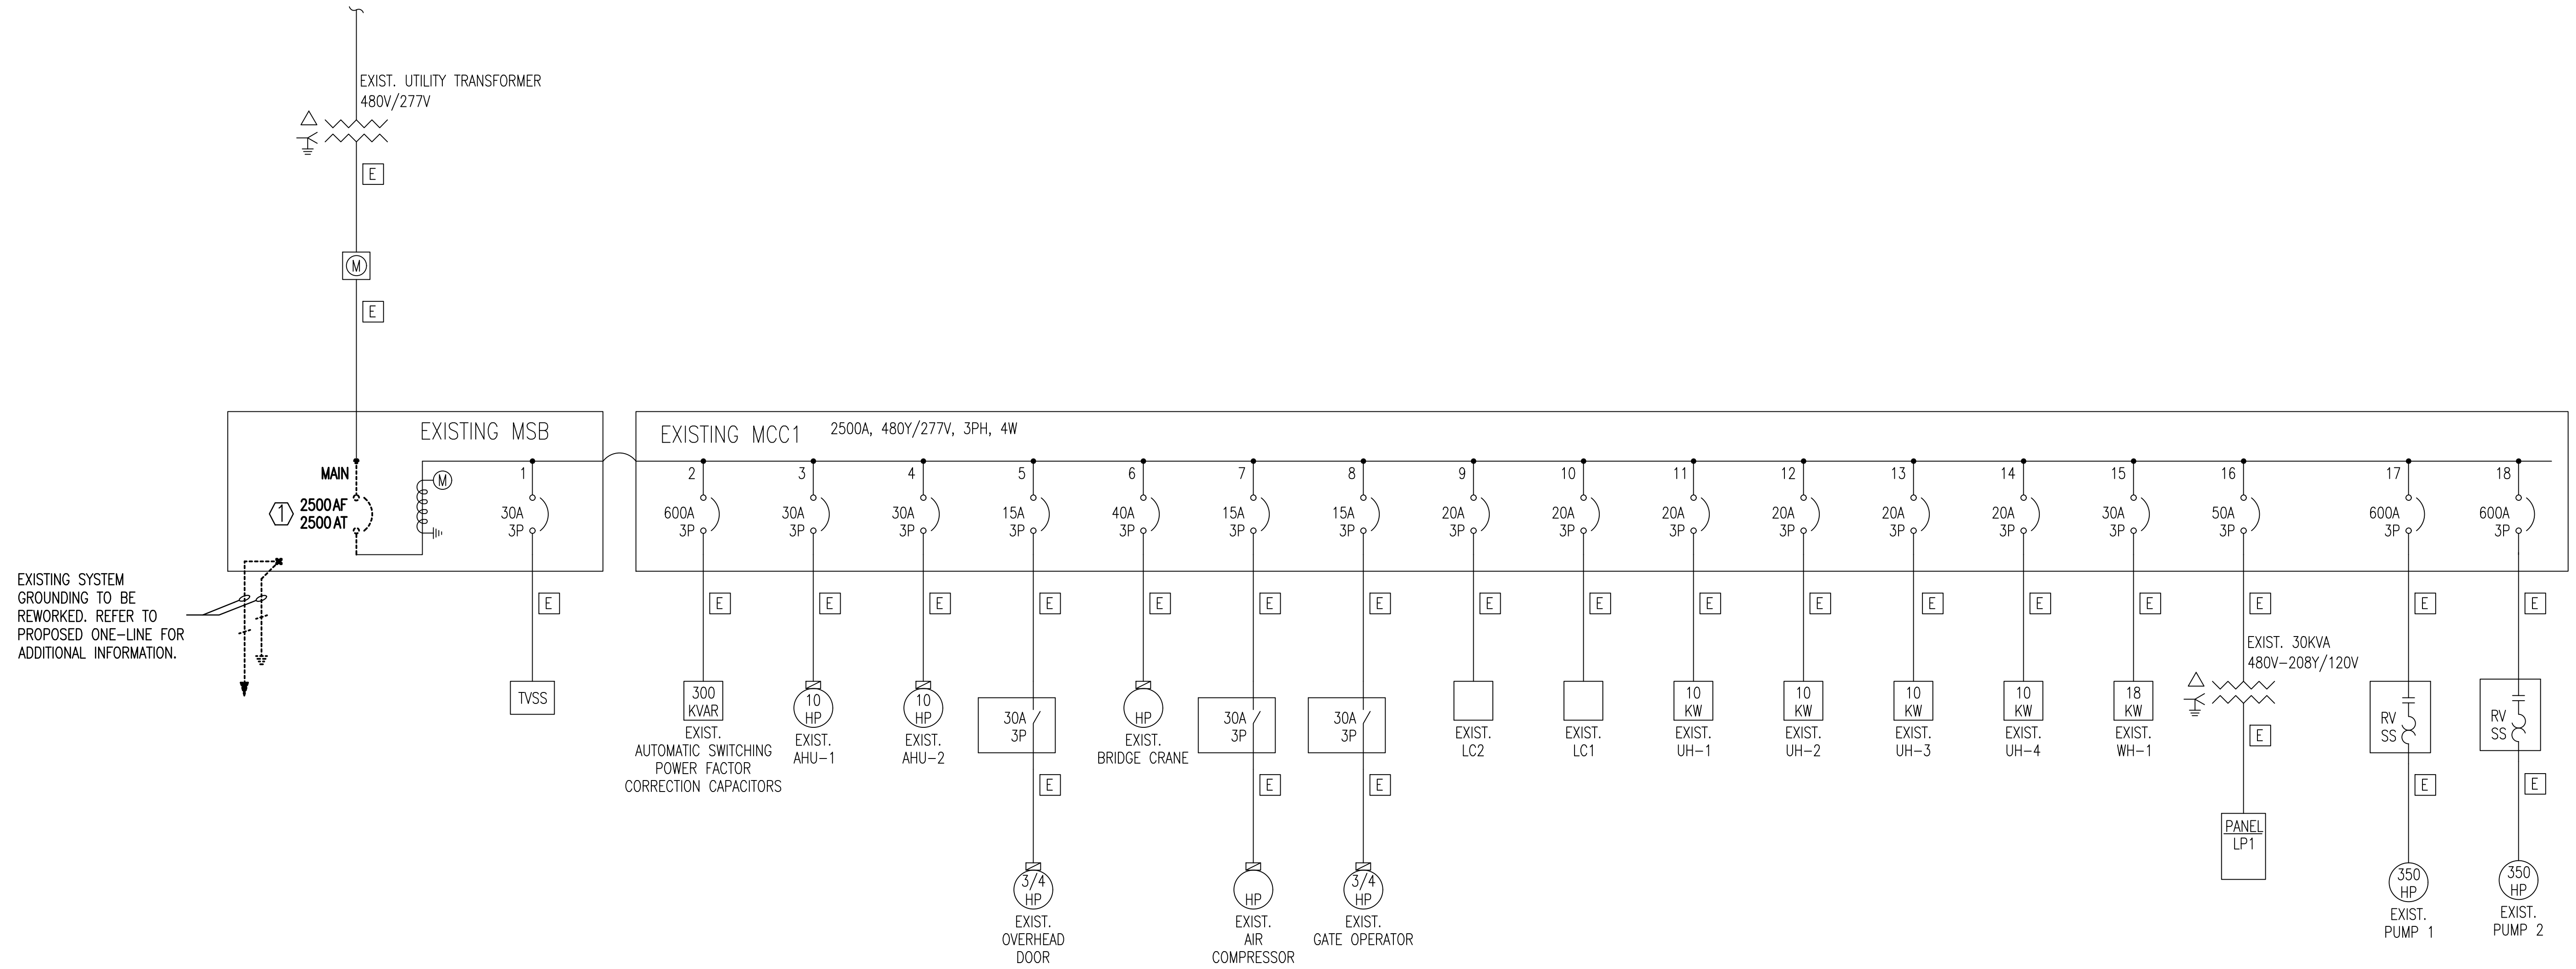 EXIST. UTILITY TRANSFORMER
480V/277V
E
M
E
EXISTING MSB
MAIN
1
2500AF
2500AT
M
1
30A
3P
E
TVSS
EXISTING SYSTEM
GROUNDING TO BE
REWORKED. REFER TO
PROPOSED ONE-LINE FOR
ADDITIONAL INFORMATION.
EXISTING MCC1
2500A, 480Y/277V, 3PH, 4W
2
600A
3P
E
300
KVAR
EXIST.
AUTOMATIC SWITCHING
POWER FACTOR
CORRECTION CAPACITORS
3
30A
3P
E
10
HP
EXIST.
AHU-1
4
30A
3P
E
10
HP
EXIST.
AHU-2
5
15A
3P
E
30A
3P
E
3/4
HP
EXIST.
OVERHEAD
DOOR
6
40A
3P
E
HP
EXIST.
BRIDGE CRANE
7
15A
3P
E
30A
3P
E
HP
EXIST.
AIR
COMPRESSOR
8
15A
3P
E
30A
3P
E
3/4
HP
EXIST.
GATE OPERATOR
9
20A
3P
E
EXIST.
LC2
10
20A
3P
E
EXIST.
LC1
11
20A
3P
E
10
KW
EXIST.
UH-1
12
20A
3P
E
10
KW
EXIST.
UH-2
13
20A
3P
E
10
KW
EXIST.
UH-3
14
20A
3P
E
10
KW
EXIST.
UH-4
15
30A
3P
E
18
KW
EXIST.
WH-1
16
50A
3P
E
EXIST. 30KVA
480V-208Y/120V
E
PANEL
LP1
17
600A
3P
E
RV
SS
E
350
HP
EXIST.
PUMP 1
18
600A
3P
E
RV
SS
E
350
HP
EXIST.
PUMP 2